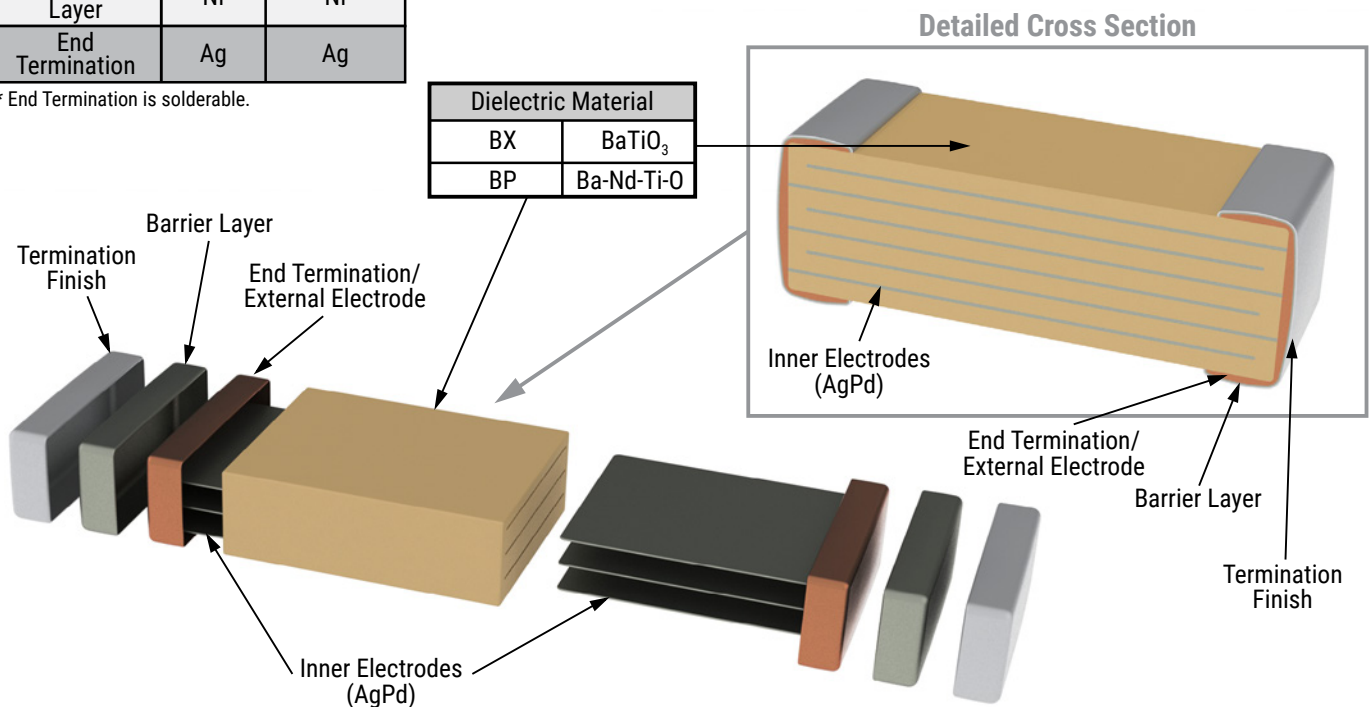 Layer
Ni
Ni
End
Termination
Ag
Ag
* End Termination is solderable.
Detailed Cross Section
Dielectric Material
BX
BaTiO₃
BP
Ba-Nd-Ti-O
Barrier Layer
Termination
Finish
End Termination/
External Electrode
Inner Electrodes
(AgPd)
End Termination/
External Electrode
Barrier Layer
Termination
Finish
Inner Electrodes
(AgPd)